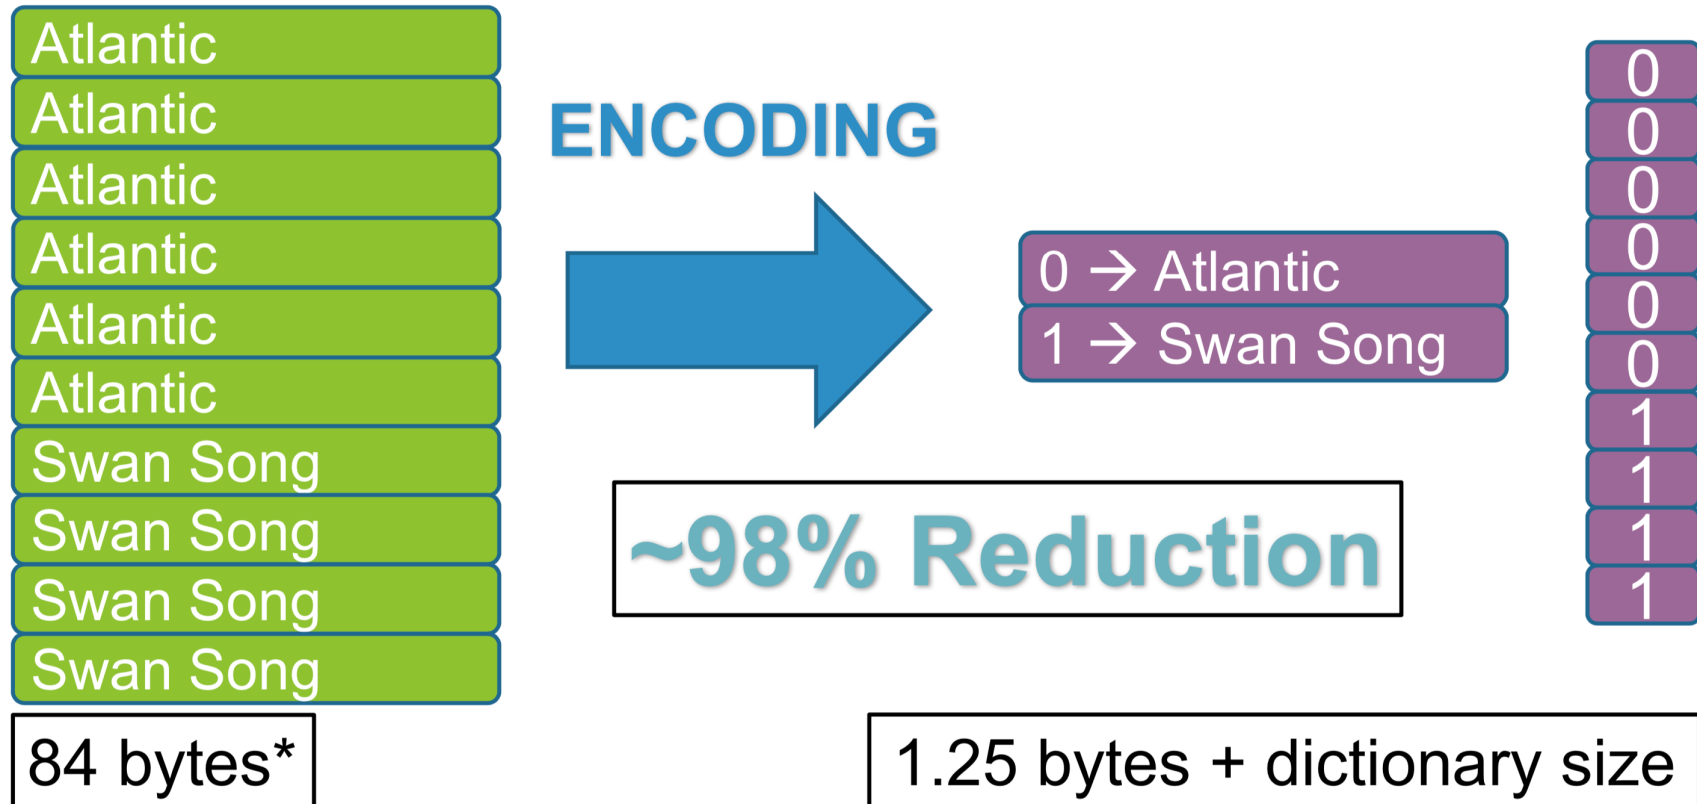 Atlantic
Atlantic
Atlantic
Atlantic
Atlantic
Atlantic
Swan Song
Swan Song
Swan Song
Swan Song
84 bytes*
ENCODING
0 → Atlantic
1 → Swan Song
~98% Reduction
0
0
0
0
0
0
1
1
1
1
1.25 bytes + dictionary size